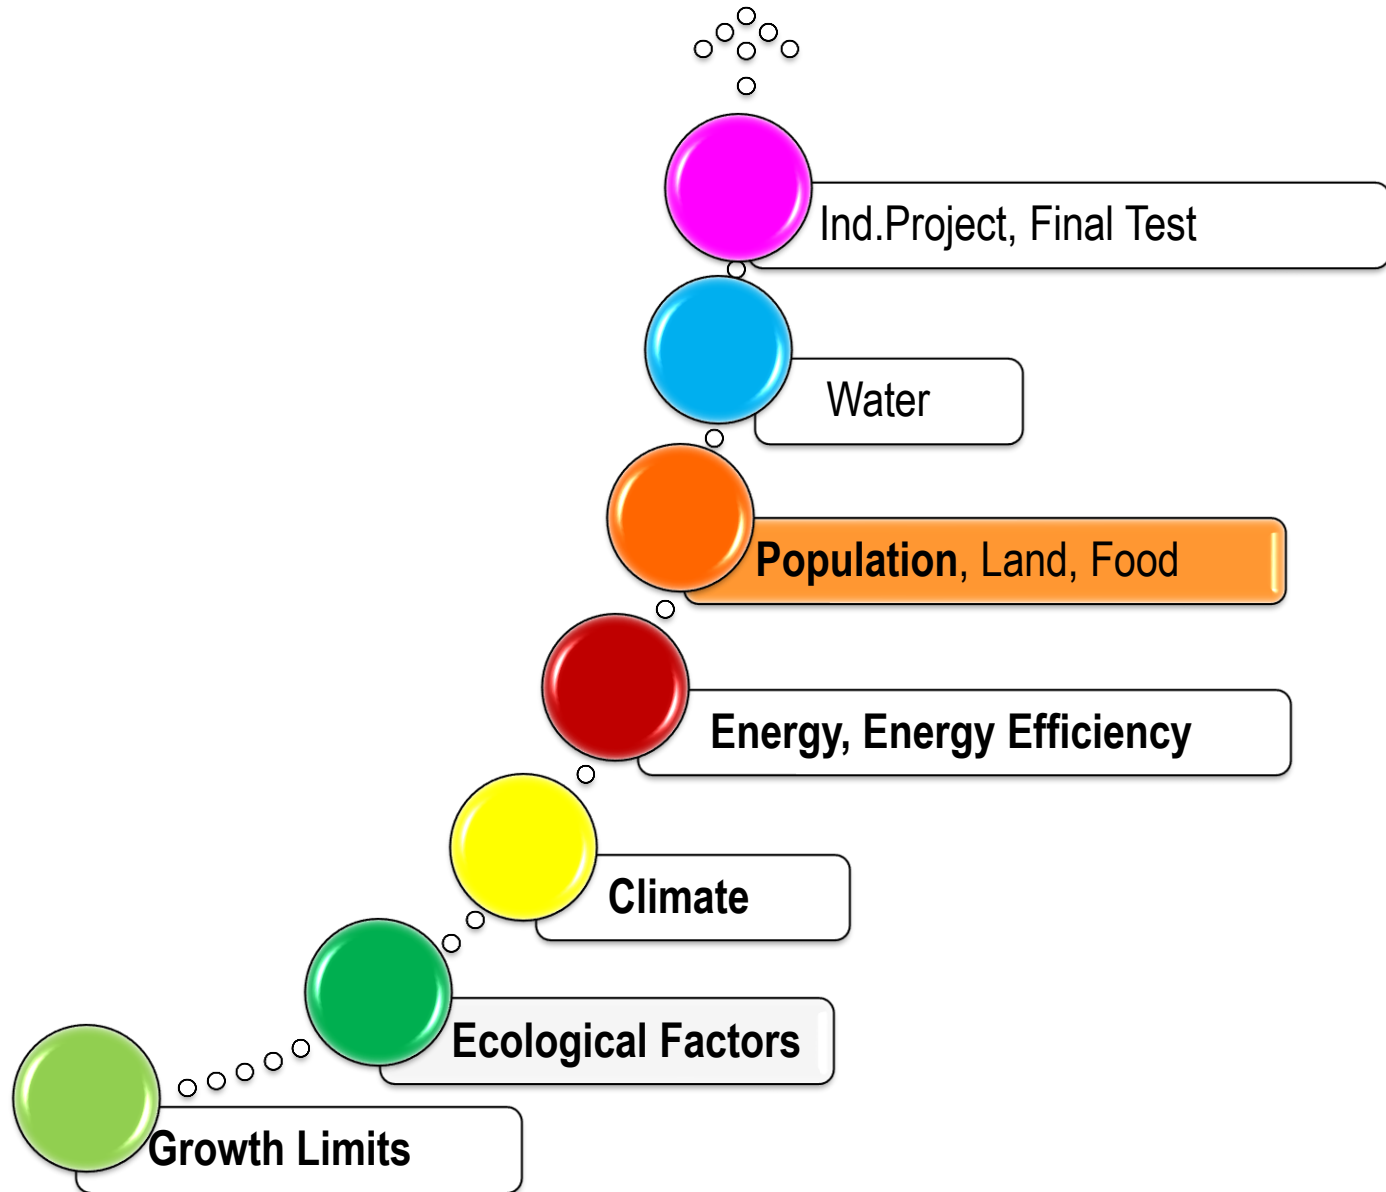 Ind.Project, Final Test
Water
Population, Land, Food
Energy, Energy Efficiency
Climate
Ecological Factors
Growth Limits